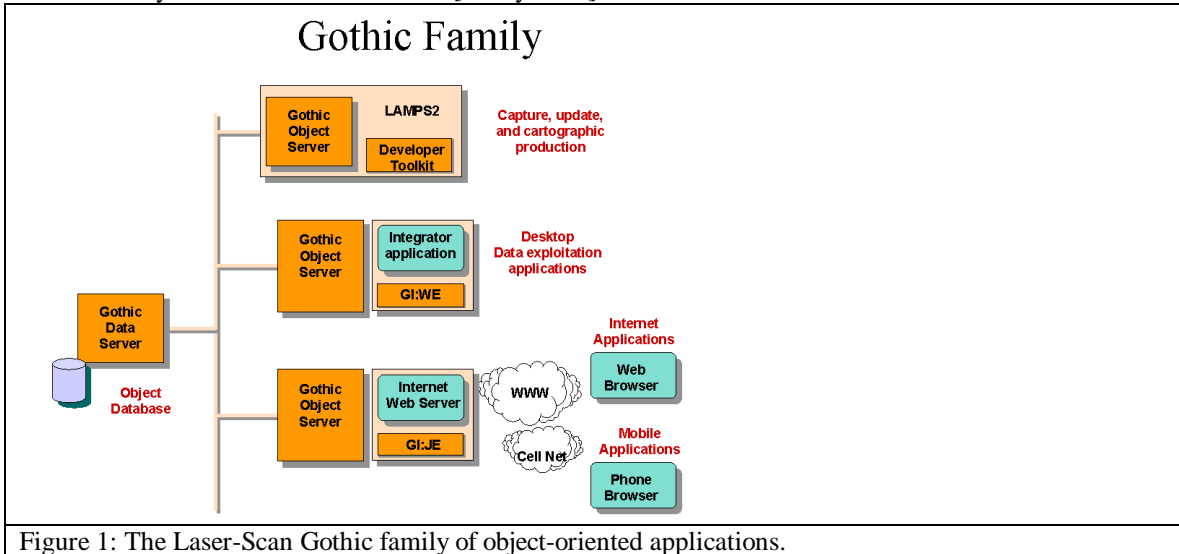 Gothic Family
Gothic
Object
Server
LAMPS2
Developer
Toolkit
Capture, update,
and cartographic
production
Gothic
Object
Server
Integrator
application
GI:WE
Desktop
Data exploitation
applications
Gothic
Data
Server
Object
Database
Gothic
Object
Server
Internet
Web Server
GI:JE
WWW
Cell Net
Internet
Applications
Web
Browser
Mobile
Applications
Phone
Browser
Figure 1: The Laser-Scan Gothic family of object-oriented applications.